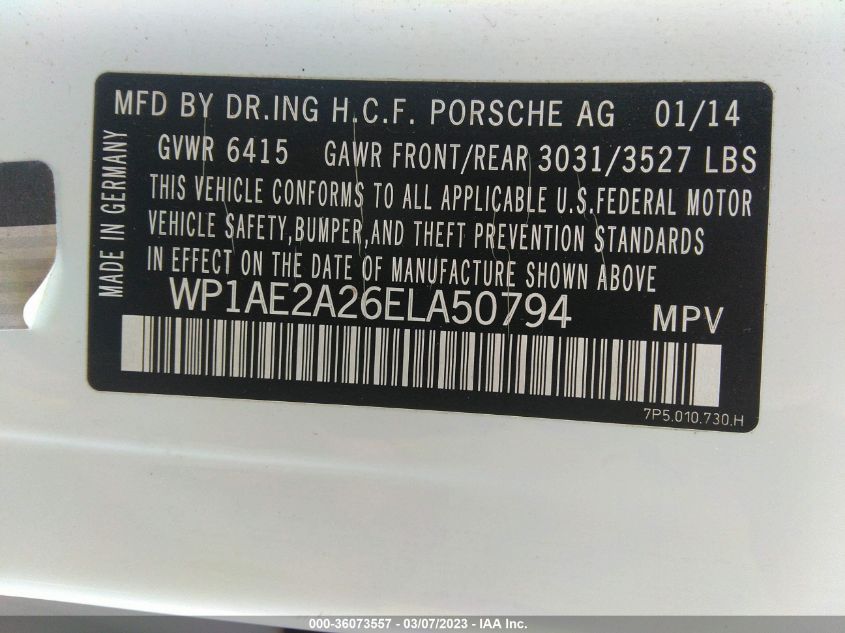 MFD BY DR.ING H.C.F. PORSCHE AG 01/14
GVWR 6415 GAWR FRONT/REAR 3031/3527 LBS
THIS VEHICLE CONFORMS TO ALL APPLICABLE U.S.FEDERAL MOTOR
VEHICLE SAFETY,BUMPER,AND THEFT PREVENTION STANDARDS
IN EFFECT ON THE DATE OF MANUFACTURE SHOWN ABOVE
MADE IN GERMANY
WP1AE2A26ELA50794 MPV
7P5.010.730.H
000-36073557 - 03/07/2023 - IAA Inc.